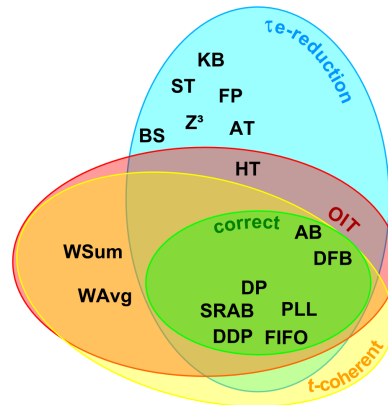 τe-reduction
KB
ST
FP
Z³
AT
BS
HT
OIT
correct
AB
WSum
DFB
WAvg
DP
SRAB
PLL
DDP
FIFO
t-coherent